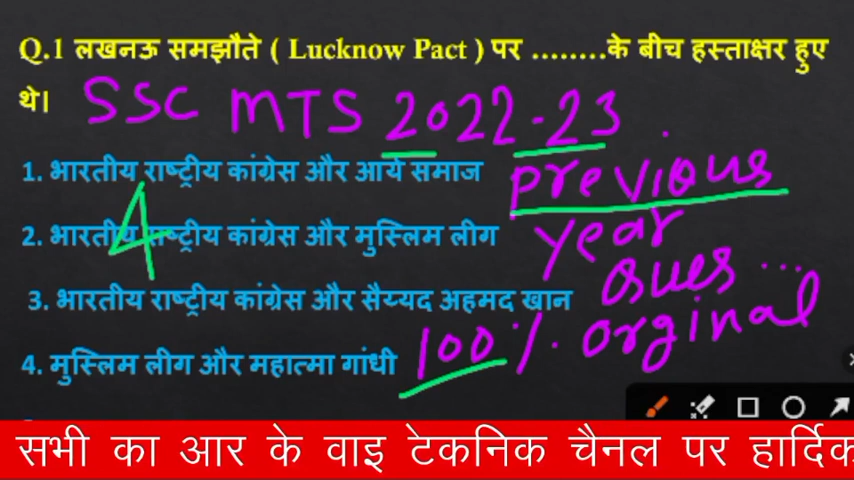 Q.1 लखनऊ समझौते ( Lucknow Pact ) पर ........के बीच हस्ताक्षर हुए
थे।
SSC MTS 2022-23
1. भारतीय राष्ट्रीय कांग्रेस और आर्य समाज
previous
4
2. भारतीय राष्ट्रीय कांग्रेस और मुस्लिम लीग
year
Ques...
3. भारतीय राष्ट्रीय कांग्रेस और सैय्यद अहमद खान
100%. orginal
4. मुस्लिम लीग और महात्मा गांधी
सभी का आर के वाइ टेकनिक चैनल पर हार्दिक